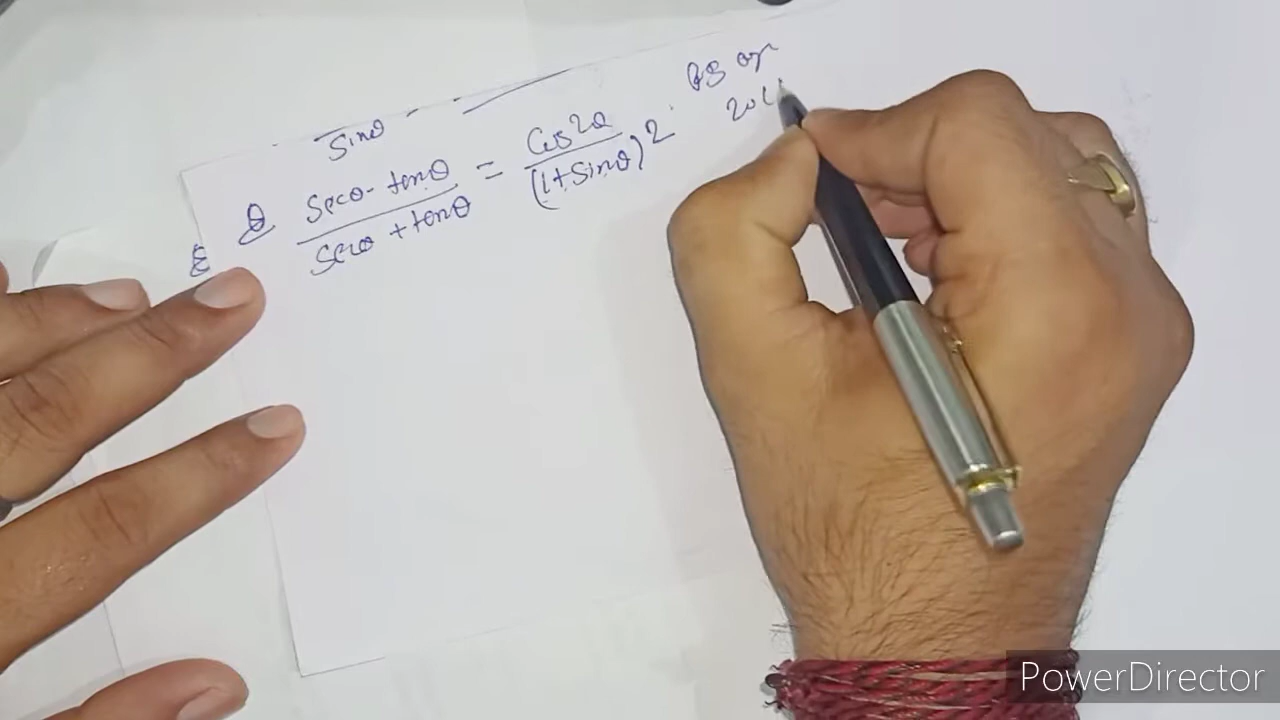 sinθ
Q secθ - tanθ / secθ + tanθ = cos2θ / (1+sinθ)2
PowerDirector